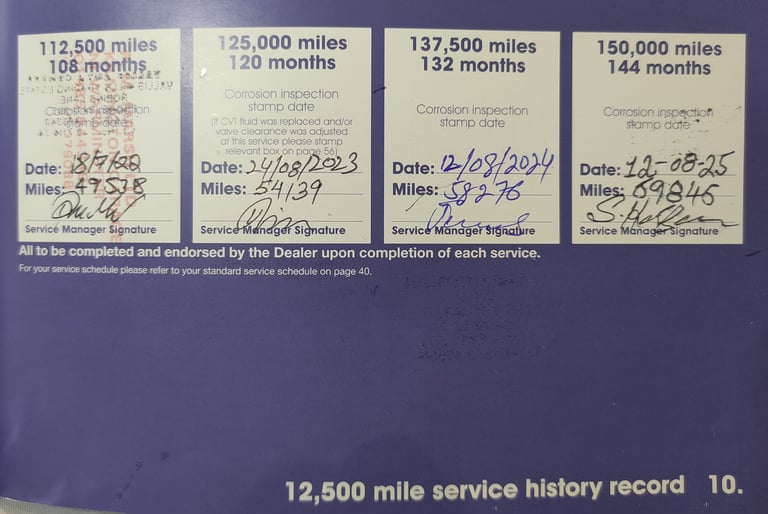 112,500 miles
108 months
Corrosion inspection
stamp date
Date: 18/7/22
Miles: 49538
Service Manager Signature
125,000 miles
120 months
Corrosion inspection
stamp date
(If CVT fluid was replaced and/or
valve clearance was adjusted
at this service please stamp
relevant box on page 56)
Date: 24/08/2023
Miles: 54139
Service Manager Signature
137,500 miles
132 months
Corrosion inspection
stamp date
Date: 12/08/2024
Miles: 58276
Service Manager Signature
150,000 miles
144 months
Corrosion inspection
stamp date
Date: 12-08-25
Miles: 69846
Service Manager Signature
All to be completed and endorsed by the Dealer upon completion of each service.
For your service schedule please refer to your standard service schedule on page 40.
12,500 mile service history record 10.